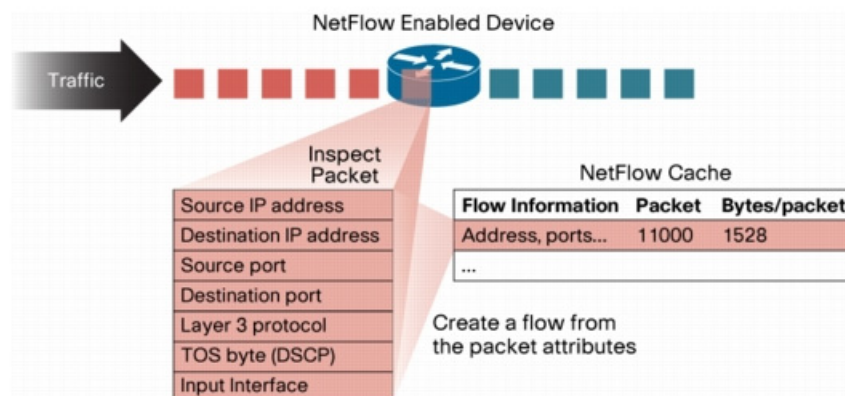 NetFlow Enabled Device
Traffic
Inspect
Packet
Source IP address
Destination IP address
Source port
Destination port
Layer 3 protocol
TOS byte (DSCP)
Input Interface
NetFlow Cache
Flow Information Packet Bytes/packet
Address, ports... 11000 1528
...
Create a flow from
the packet attributes